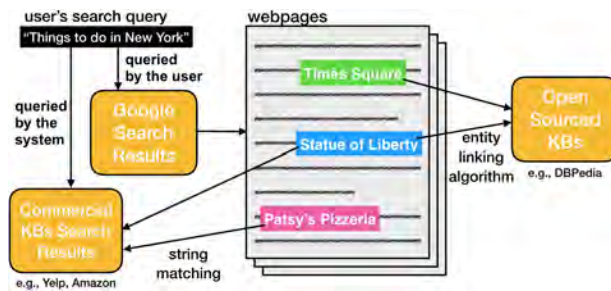 user's search query
"Things to do in New York"
queried
by the user
queried
by the
system
Google
Search
Results
Commercial
KBs Search
Results
e.g., Yelp, Amazon
webpages
Times Square
Statue of Liberty
Patsy's Pizzeria
string
matching
entity
linking
algorithm
Open
Sourced
KBs
e.g., DBPedia